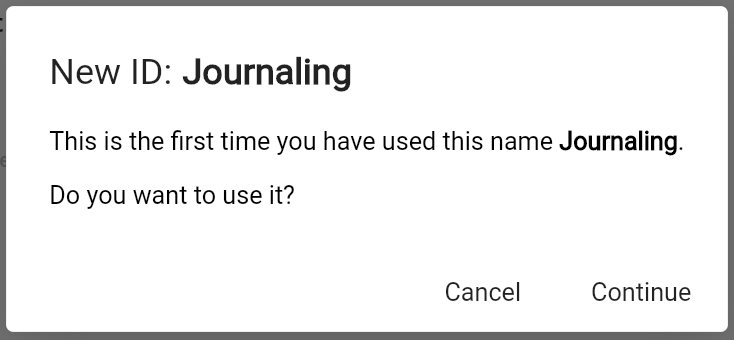 New ID: Journaling
This is the first time you have used this name Journaling.
Do you want to use it?
Cancel Continue